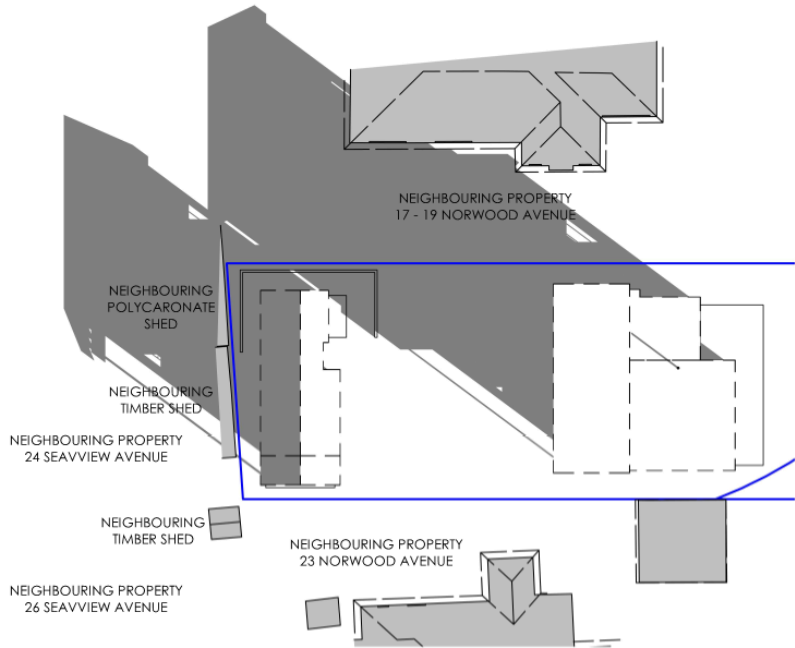 NEIGHBOURING PROPERTY
17 - 19 NORWOOD AVENUE
NEIGHBOURING
POLYCARONATE
SHED
NEIGHBOURING
TIMBER SHED
NEIGHBOURING PROPERTY
24 SEAVVIEW AVENUE
NEIGHBOURING
TIMBER SHED
NEIGHBOURING PROPERTY
23 NORWOOD AVENUE
NEIGHBOURING PROPERTY
26 SEAVVIEW AVENUE